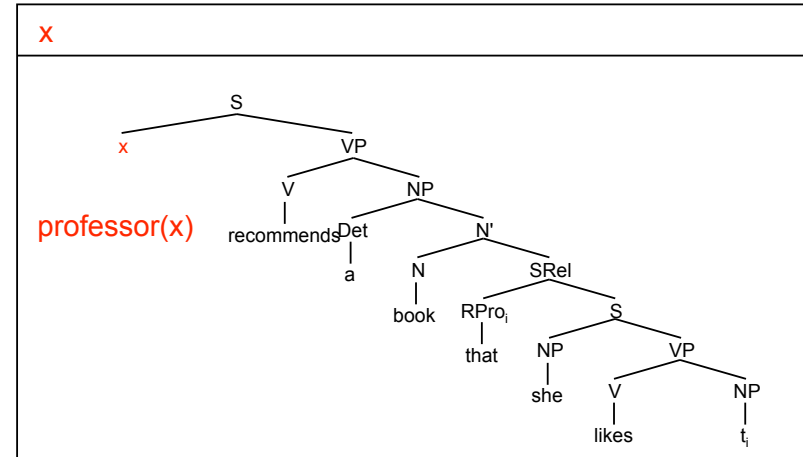 x
S
x VP
V NP
professor(x) recommends Det N'
a N SRel
book RProᵢ S
that NP VP
she V NP
likes tᵢ